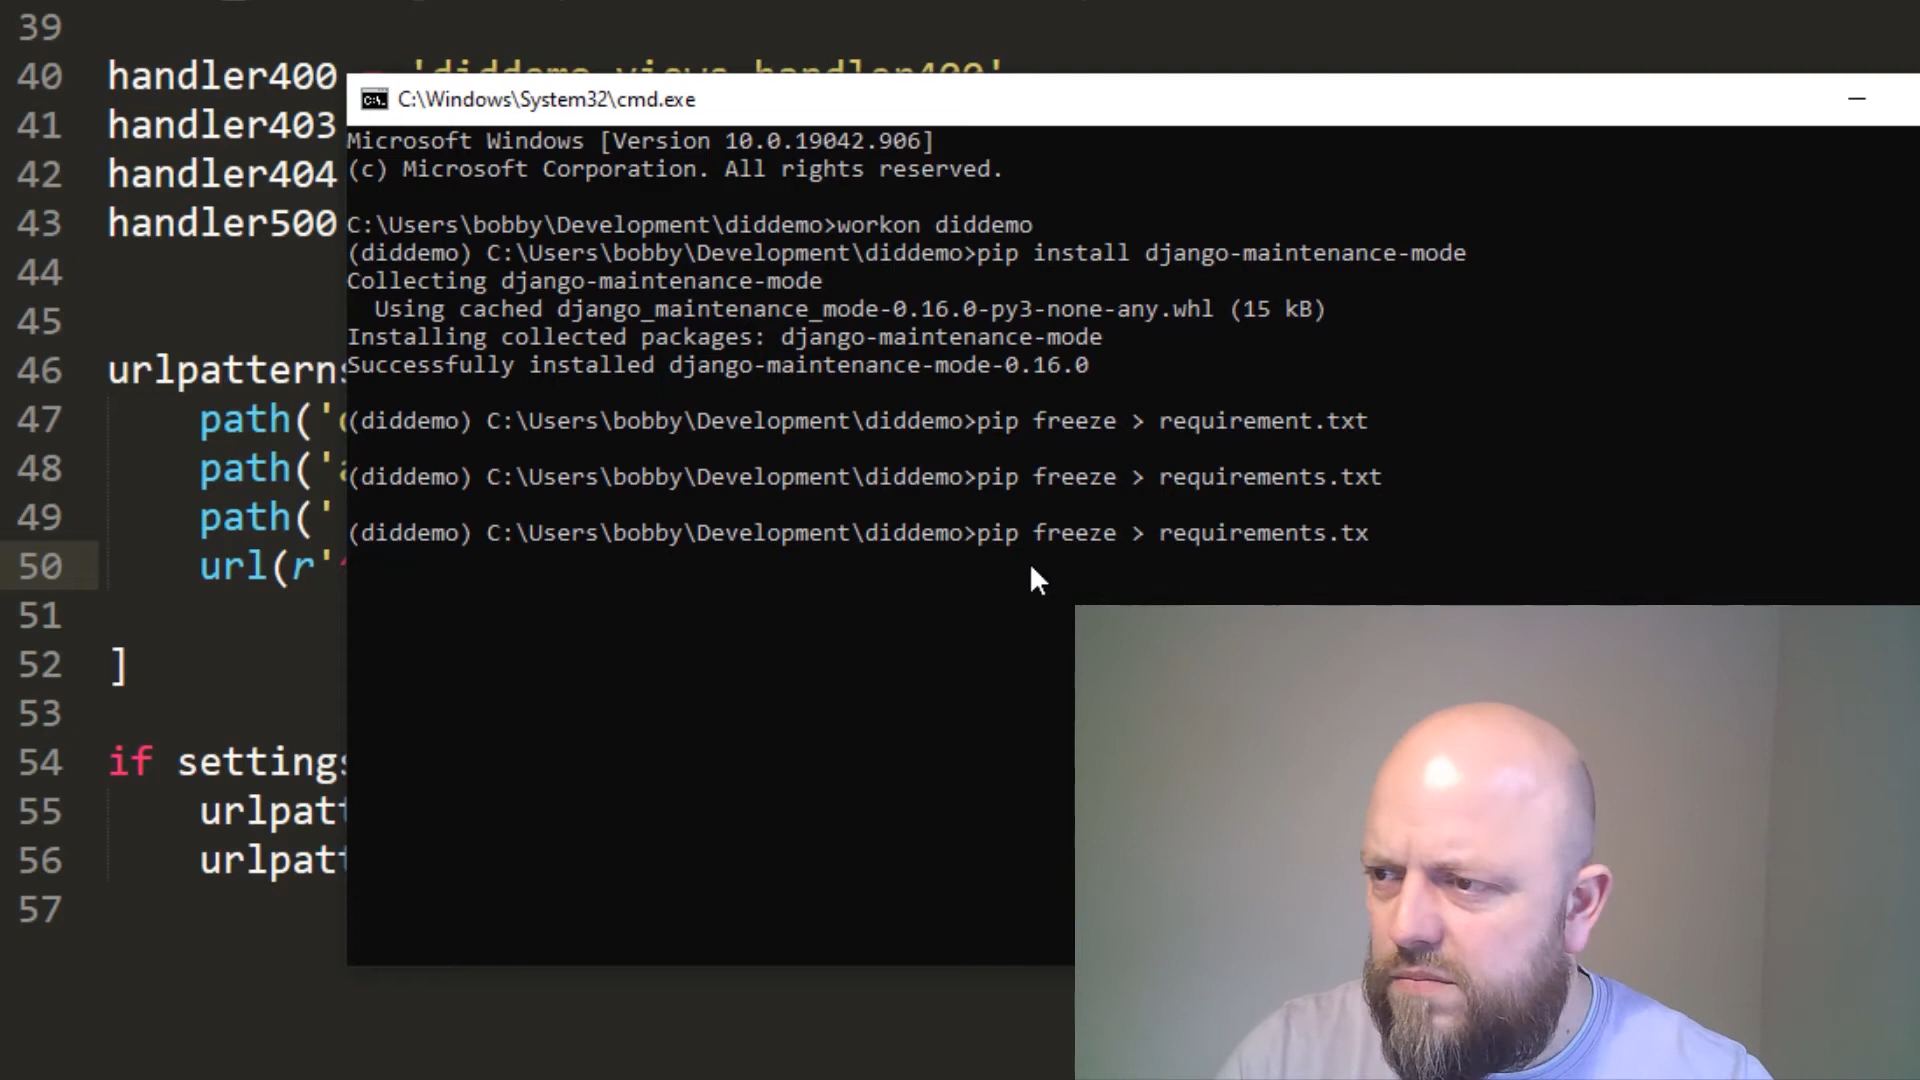 39
40 handler400 = 'diddemo.views.handler400'
41 handler403
42 handler404
43 handler500
44
45
46 urlpatterns
47 path('
48 path('a
49 path('
50 url(r'^
51
52 ]
53
54 if settings
55 urlpatt
56 urlpatt
57
C:\Windows\System32\cmd.exe
Microsoft Windows [Version 10.0.19042.906]
(c) Microsoft Corporation. All rights reserved.
C:\Users\bobby\Development\diddemo>workon diddemo
(diddemo) C:\Users\bobby\Development\diddemo>pip install django-maintenance-mode
Collecting django-maintenance-mode
Using cached django_maintenance_mode-0.16.0-py3-none-any.whl (15 kB)
Installing collected packages: django-maintenance-mode
Successfully installed django-maintenance-mode-0.16.0
(diddemo) C:\Users\bobby\Development\diddemo>pip freeze > requirement.txt
(diddemo) C:\Users\bobby\Development\diddemo>pip freeze > requirements.txt
(diddemo) C:\Users\bobby\Development\diddemo>pip freeze > requirements.tx